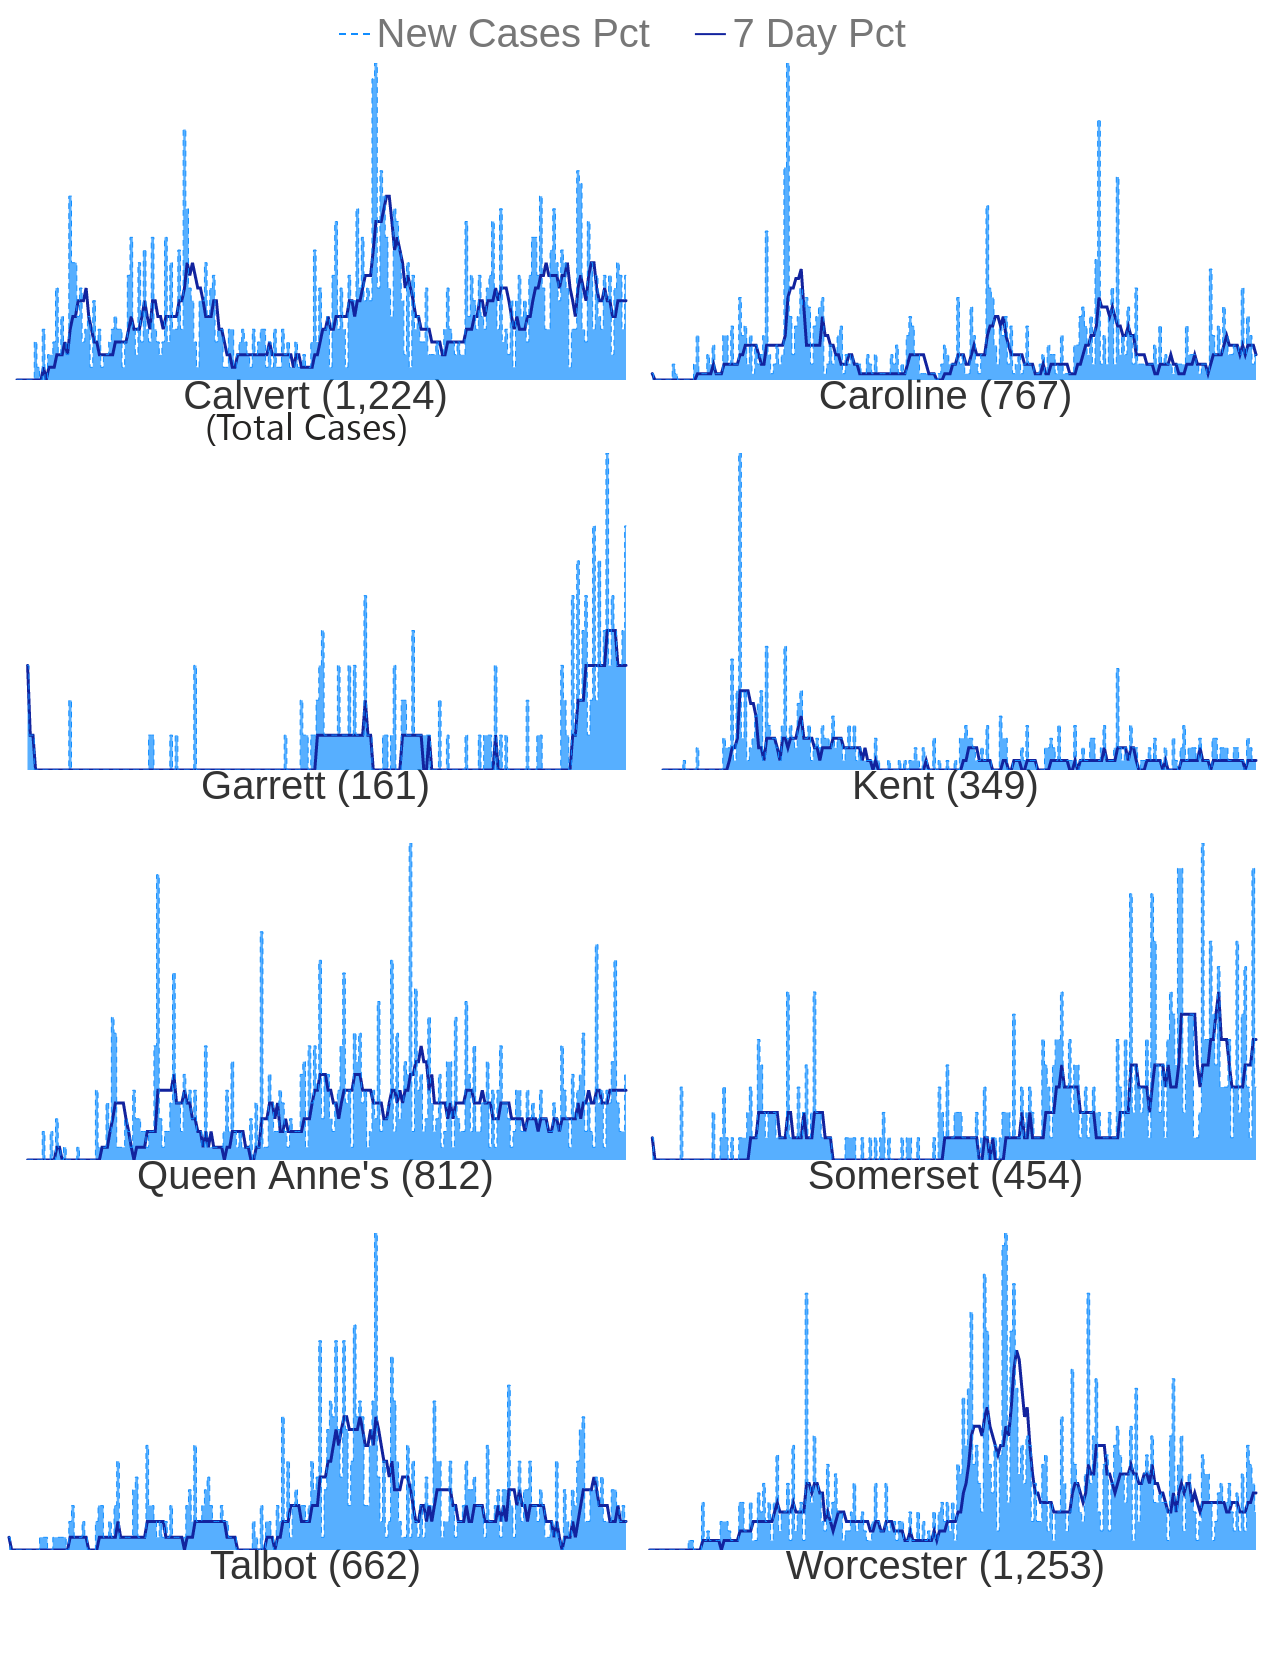 New Cases Pct 7 Day Pct
Calvert (1,224) Caroline (767)
(Total Cases)
Garrett (161) Kent (349)
Queen Anne's (812) Somerset (454)
Talbot (662) Worcester (1,253)